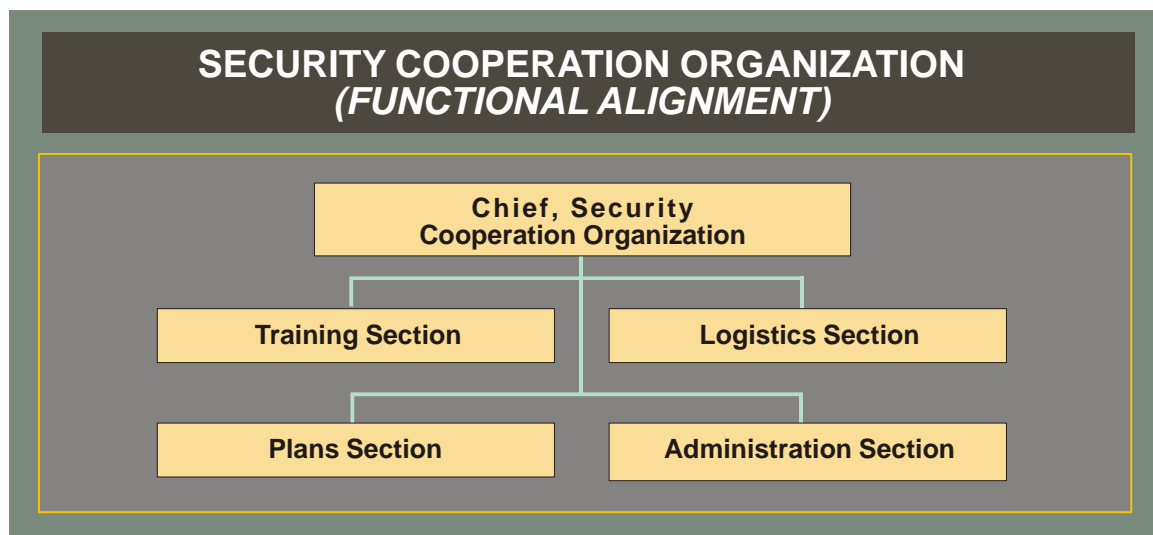 SECURITY COOPERATION ORGANIZATION
(FUNCTIONAL ALIGNMENT)
Chief, Security
Cooperation Organization
Training Section
Logistics Section
Plans Section
Administration Section